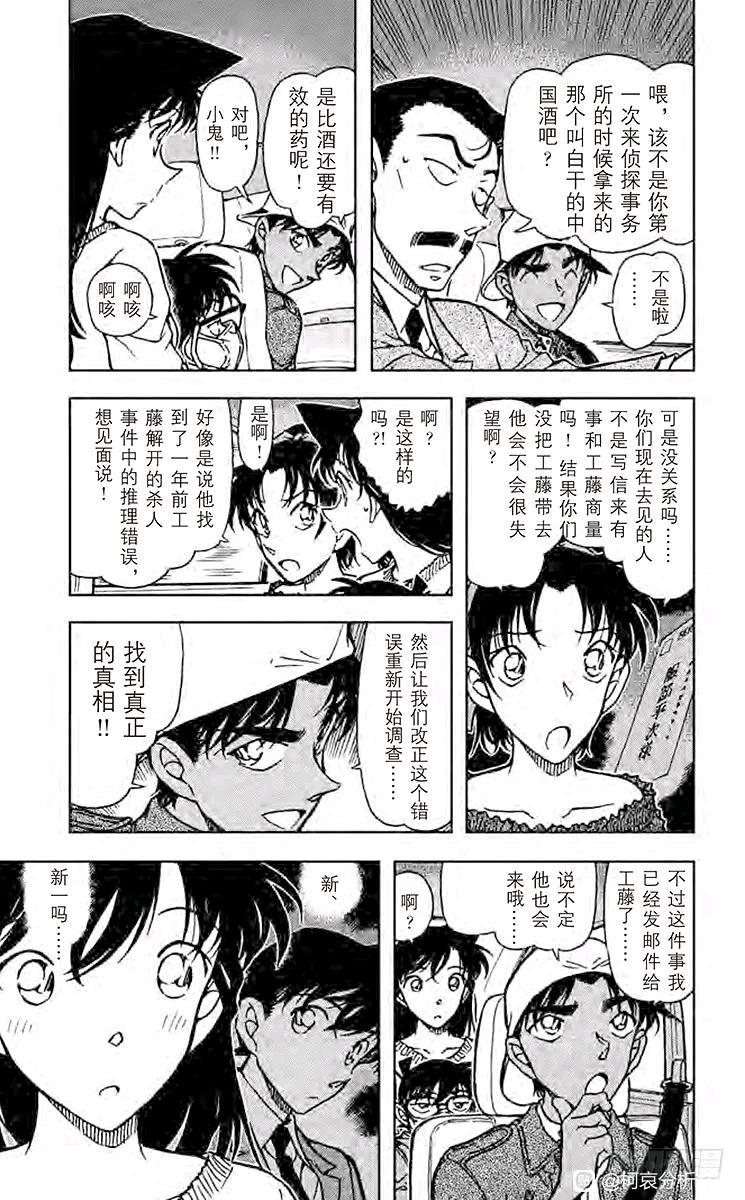 喂，该不是你第
一次来侦探事务
所的时候拿来的
那个叫白干的中
国酒吧？
不是啦
……
是比酒还要有
效的药呢！
对吧，
小鬼！！
啊咳
啊咳
可是没关系吗……
你们现在去见的人
不是写信来有
事和工藤商量
吗！结果你们
没把工藤带去
他会不会很失
望啊？
服部平次様
啊？
是这样的
吗？！
是啊！
好像是说他找
到了一年前工
藤解开的杀人
事件中的推理错误，
想见面说！
然后让我们改正这个错
误重新开始调查……
找到真正
的真相！！
不过这件事我
已经发邮件给
工藤了……
说不定
他也会
来哦……
啊？
新、
新一吗……
@柯哀分析